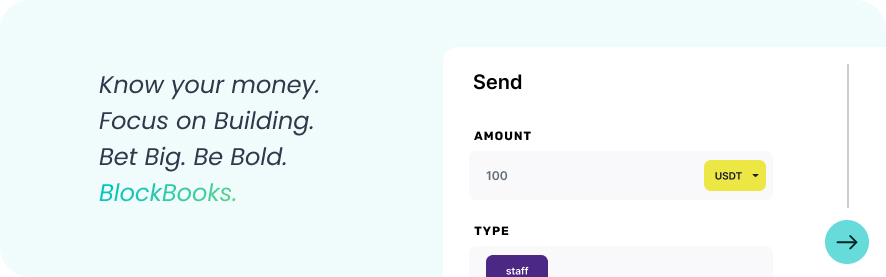 Know your money.
Focus on Building.
Bet Big. Be Bold.
BlockBooks.
Send
AMOUNT
100
USDT
TYPE
staff